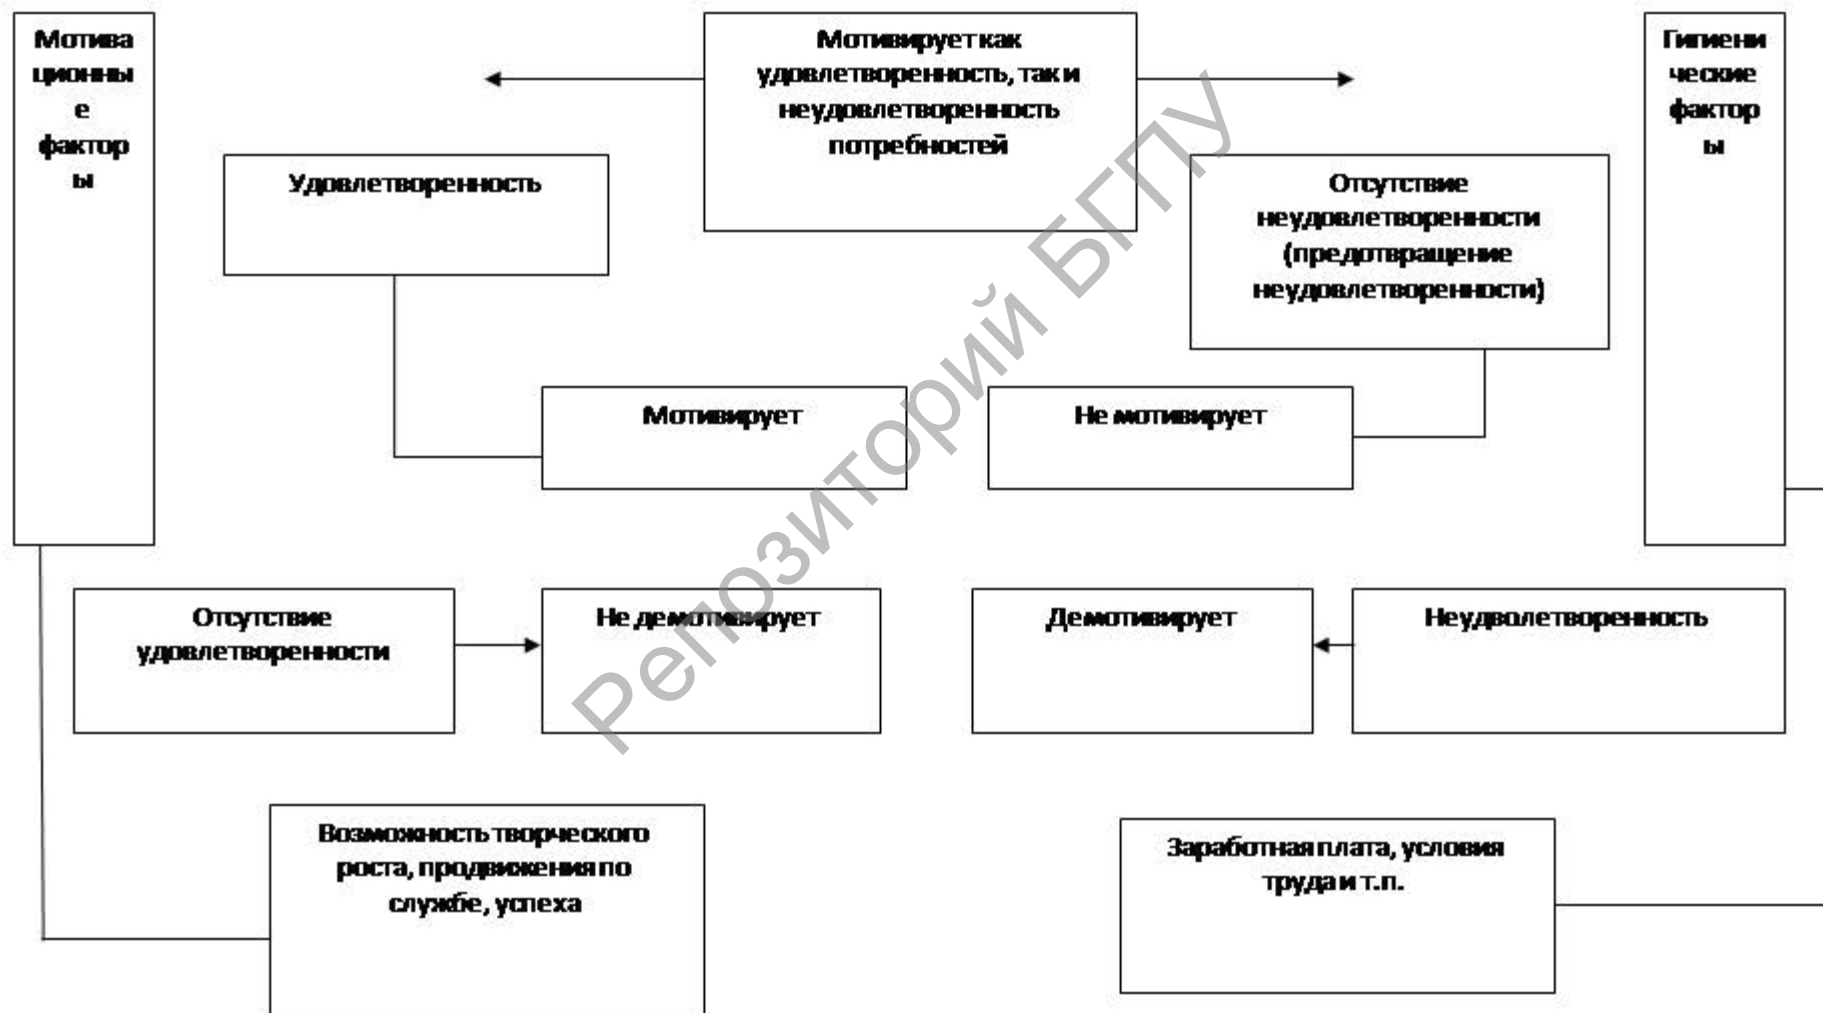 Мотива
ционны
е
фактор
ы
Мотивирует как
удовлетворенность, так и
неудовлетворенность
потребностей
Гигиени
ческие
фактор
ы
Удовлетворенность
Отсутствие
неудовлетворенности
(предотвращение
неудовлетворенности)
Мотивирует
Не мотивирует
Отсутствие
удовлетворенности
Не демотивирует
Демотивирует
Неудволетворенность
Возможность творческого
роста, продвижения по
службе, успеха
Заработная плата, условия
труда и т.п.
Репозиторий БГПУ